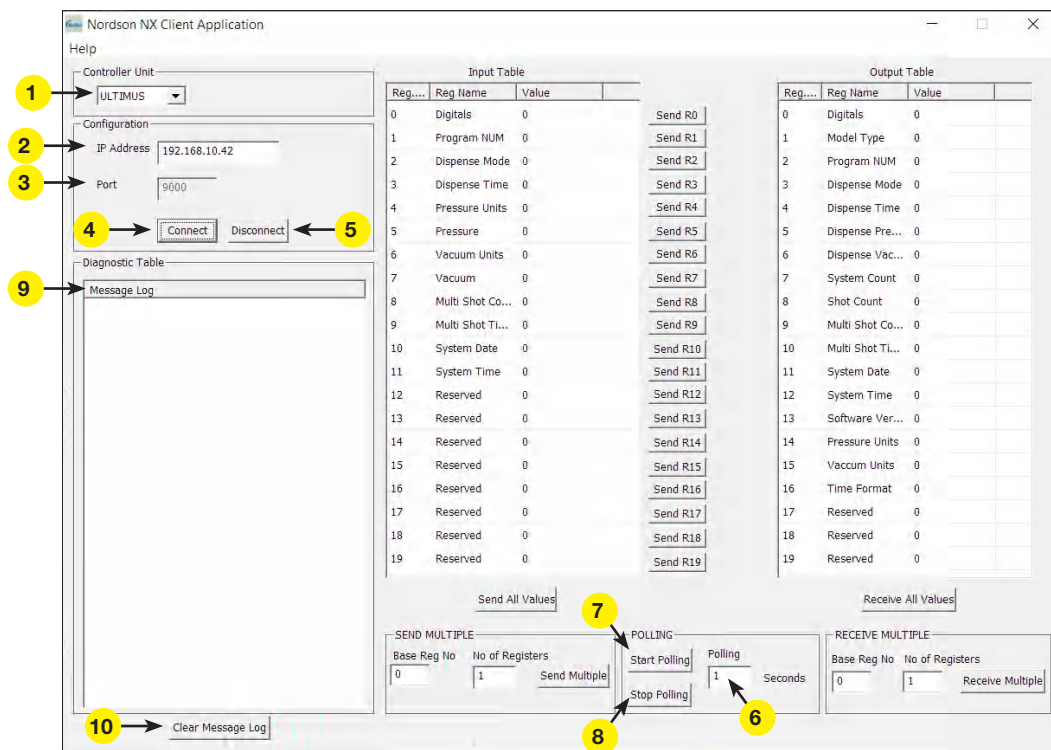 Nordson NX Client Application
Help
Controller Unit
1
ULTIMUS
Configuration
2
IP Address 192.168.10.42
3
Port 9000
4
Connect Disconnect
5
Diagnostic Table
9
Message Log
10
Clear Message Log
Input Table
Reg.... Reg Name Value
0 Digitals 0 Send R0
1 Program NUM 0 Send R1
2 Dispense Mode 0 Send R2
3 Dispense Time 0 Send R3
4 Pressure Units 0 Send R4
5 Pressure 0 Send R5
6 Vacuum Units 0 Send R6
7 Vacuum 0 Send R7
8 Multi Shot Co... 0 Send R8
9 Multi Shot Ti... 0 Send R9
10 System Date 0 Send R10
11 System Time 0 Send R11
12 Reserved 0 Send R12
13 Reserved 0 Send R13
14 Reserved 0 Send R14
15 Reserved 0 Send R15
16 Reserved 0 Send R16
17 Reserved 0 Send R17
18 Reserved 0 Send R18
19 Reserved 0 Send R19
Send All Values
Output Table
Reg.... Reg Name Value
0 Digitals 0
1 Model Type 0
2 Program NUM 0
3 Dispense Mode 0
4 Dispense Time 0
5 Dispense Pre... 0
6 Dispense Vac... 0
7 System Count 0
8 Shot Count 0
9 Multi Shot Co... 0
10 Multi Shot Ti... 0
11 System Date 0
12 System Time 0
13 Software Ver... 0
14 Pressure Units 0
15 Vaccum Units 0
16 Time Format 0
17 Reserved 0
18 Reserved 0
19 Reserved 0
Receive All Values
SEND MULTIPLE
Base Reg No No of Registers
0 1 Send Multiple
7
POLLING
Start Polling Polling
1 Seconds
Stop Polling
8
6
RECEIVE MULTIPLE
Base Reg No No of Registers
0 1 Receive Multiple